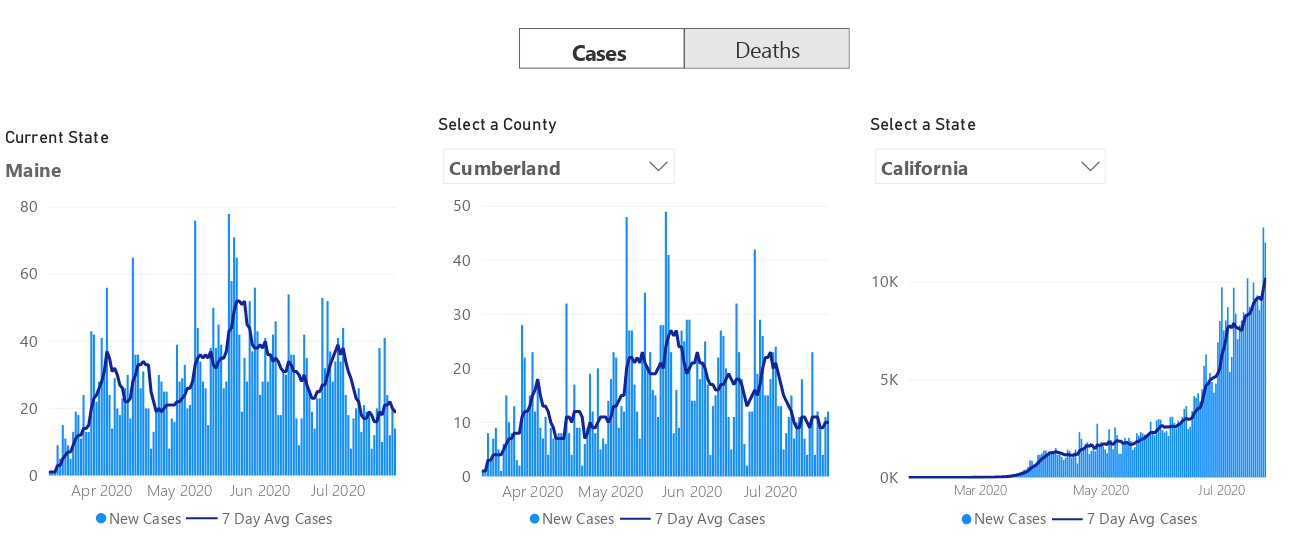 Cases Deaths
Current State
Maine
80
60
40
20
0
Apr 2020 May 2020 Jun 2020 Jul 2020
New Cases 7 Day Avg Cases
Select a County
Cumberland
50
40
30
20
10
0
Apr 2020 May 2020 Jun 2020 Jul 2020
New Cases 7 Day Avg Cases
Select a State
California
10K
5K
0K
Mar 2020 May 2020 Jul 2020
New Cases 7 Day Avg Cases